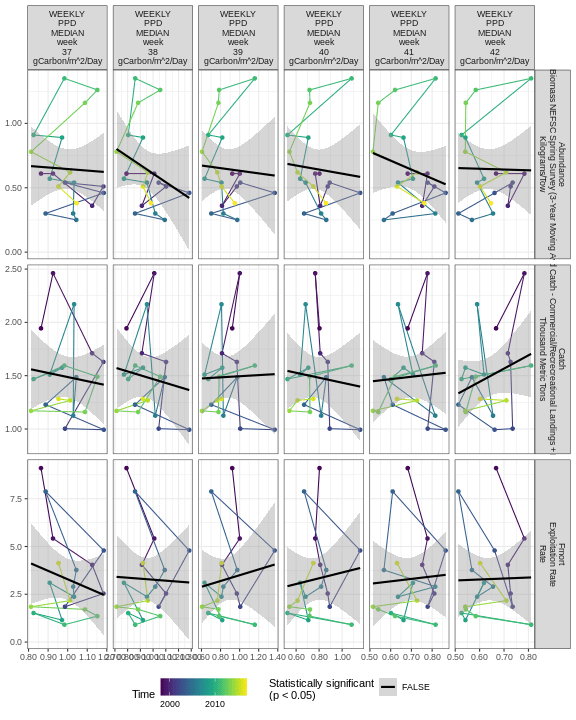 WEEKLY
PPD
MEDIAN
week
37
gCarbon/m^2/Day
WEEKLY
PPD
MEDIAN
week
38
gCarbon/m^2/Day
WEEKLY
PPD
MEDIAN
week
39
gCarbon/m^2/Day
WEEKLY
PPD
MEDIAN
week
40
gCarbon/m^2/Day
WEEKLY
PPD
MEDIAN
week
41
gCarbon/m^2/Day
WEEKLY
PPD
MEDIAN
week
42
gCarbon/m^2/Day
1.00
0.50
0.00
Abundance
Biomass NEFSC Spring Survey (3-Year Moving
Kilograms/Tow
2.50
2.00
1.50
1.00
Catch
Catch - Commercial/Recreational Landings +
Thousand Metric Tons
7.5
5.0
2.5
0.0
Fmort
Exploitation Rate
Rate
0.80 0.90 1.00 1.10
1.00 1.20 1.40
0.60 0.80 1.00
0.50 0.60 0.70 0.80
0.50 0.60 0.70 0.80
Time
2000 2010
Statistically significant
(p < 0.05)
FALSE